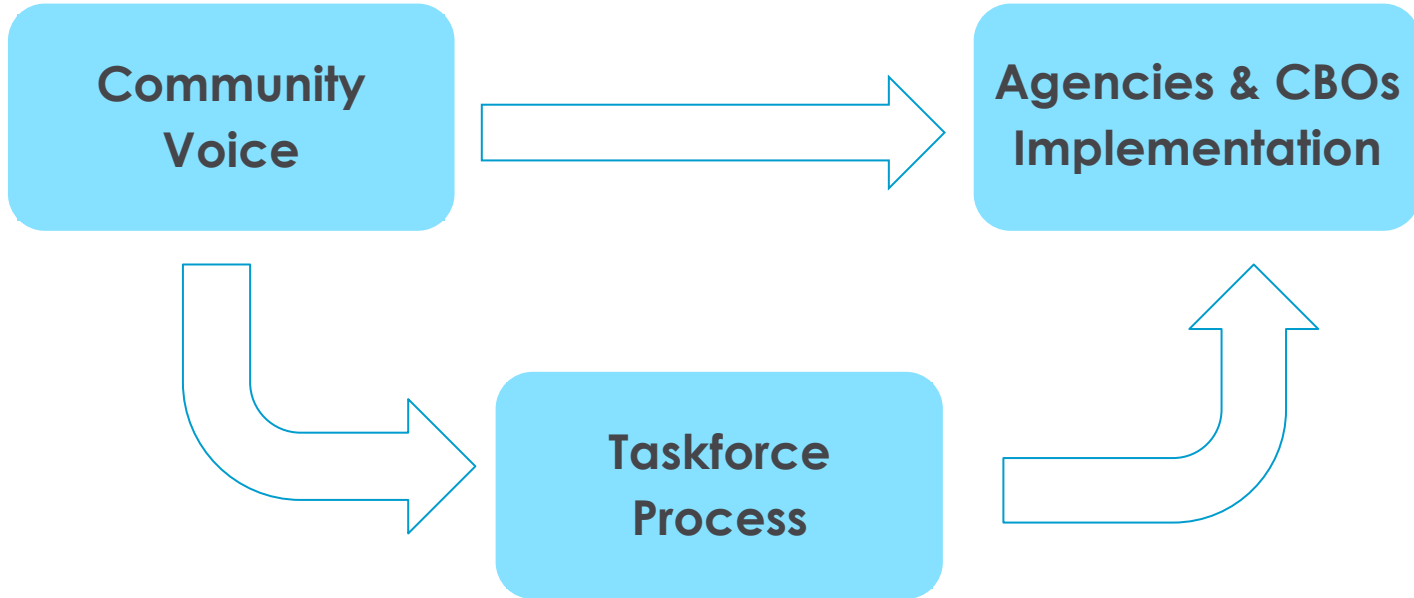 Community
Voice
Agencies & CBOs
Implementation
Taskforce
Process